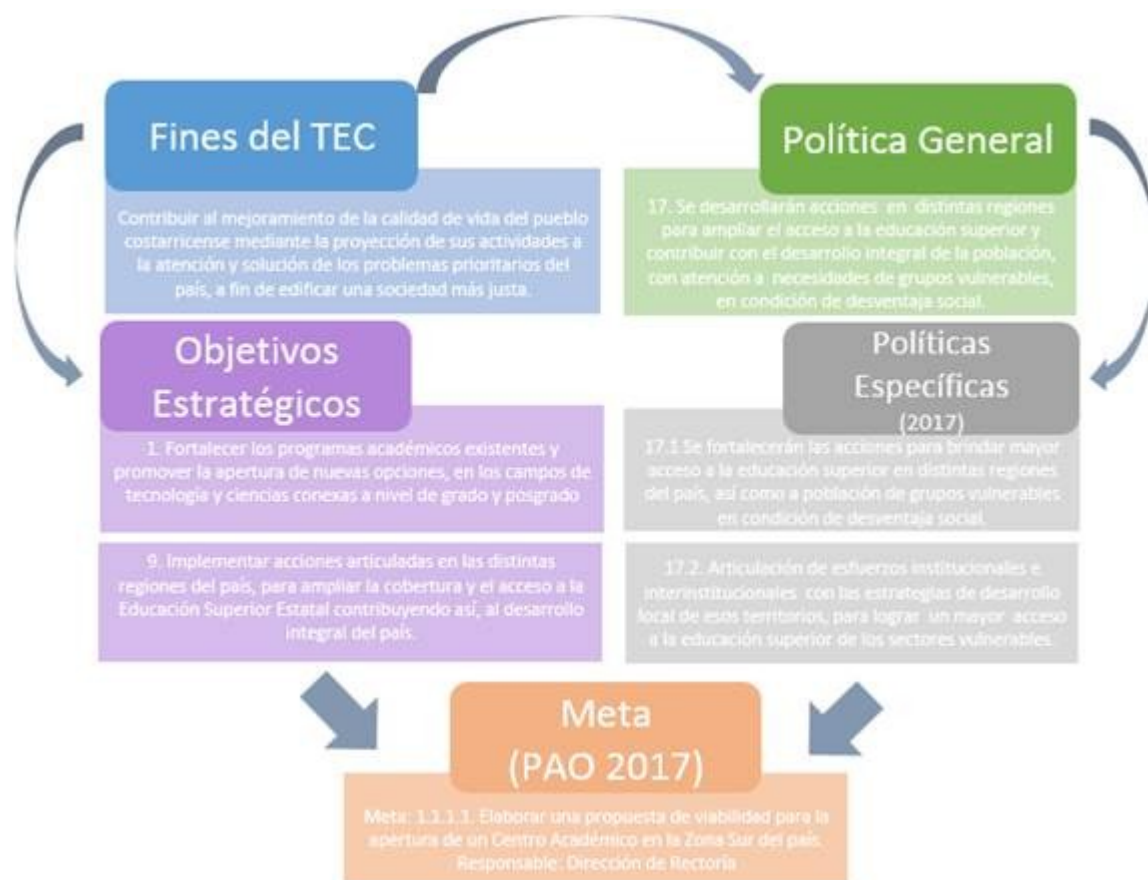 Fines del TEC
Contribuir al mejoramiento de la calidad de vida del pueblo
costarricense mediante la proyección de sus actividades a
la atención y solución de los problemas prioritarios del
país, a fin de edificar una sociedad más justa.
Política General
17. Se desarrollarán acciones en distintas regiones
para ampliar el acceso a la educación superior y
contribuir con el desarrollo integral de la población,
con atención a necesidades de grupos vulnerables,
en condición de desventaja social.
Objetivos
Estratégicos
1. Fortalecer los programas académicos existentes y
promover la apertura de nuevas opciones, en los campos de
tecnología y ciencias conexas a nivel de grado y posgrado
9. Implementar acciones articuladas en las distintas
regiones del país, para ampliar la cobertura y el acceso a la
Educación Superior Estatal contribuyendo así, al desarrollo
integral del país.
Políticas
Específicas
(2017)
17.1.Se fortalecerán las acciones para brindar mayor
acceso a la educación superior en distintas regiones
del país, así como a población de grupos vulnerables
en condición de desventaja social.
17.2. Articulación de esfuerzos institucionales e
interinstitucionales con las estrategias de desarrollo
local de esos territorios, para lograr un mayor acceso
a la educación superior de los sectores vulnerables
Meta
(PAO 2017)
Meta: 1.1.1.1. Elaborar una propuesta de viabilidad para la
apertura de un Centro Académico en la Zona Sur del país.
Responsable: Dirección de Rectoría